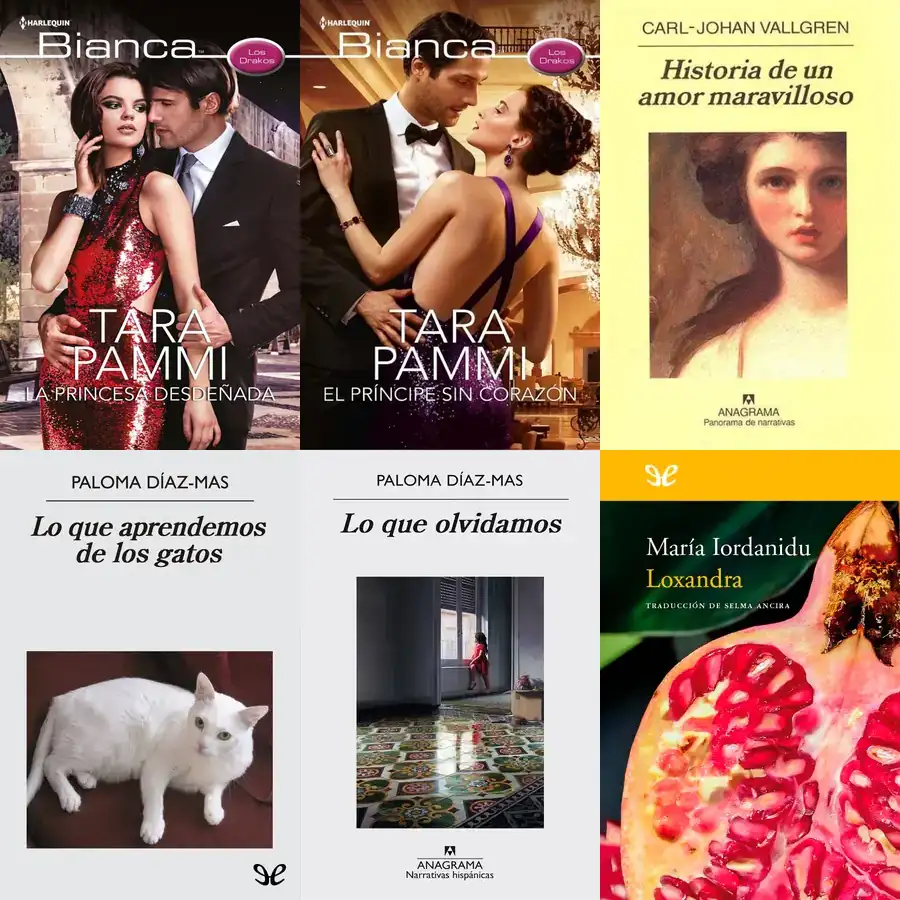 HARLEQUIN
Bianca™
Los
Drakos
TARA
PAMMI
LA PRINCESA DESDEÑADA
HARLEQUIN
Bianca™
Los
Drakos
TARA
PAMMI
EL PRÍNCIPE SIN CORAZÓN
CARL-JOHAN VALLGREN
Historia de un
amor maravilloso
ANAGRAMA
Panorama de narrativas
PALOMA DÍAZ-MAS
Lo que aprendemos
de los gatos
PALOMA DÍAZ-MAS
Lo que olvidamos
ANAGRAMA
Narrativas hispánicas
María Iordanidu
Loxandra
TRADUCCIÓN DE SELMA ANCIRA